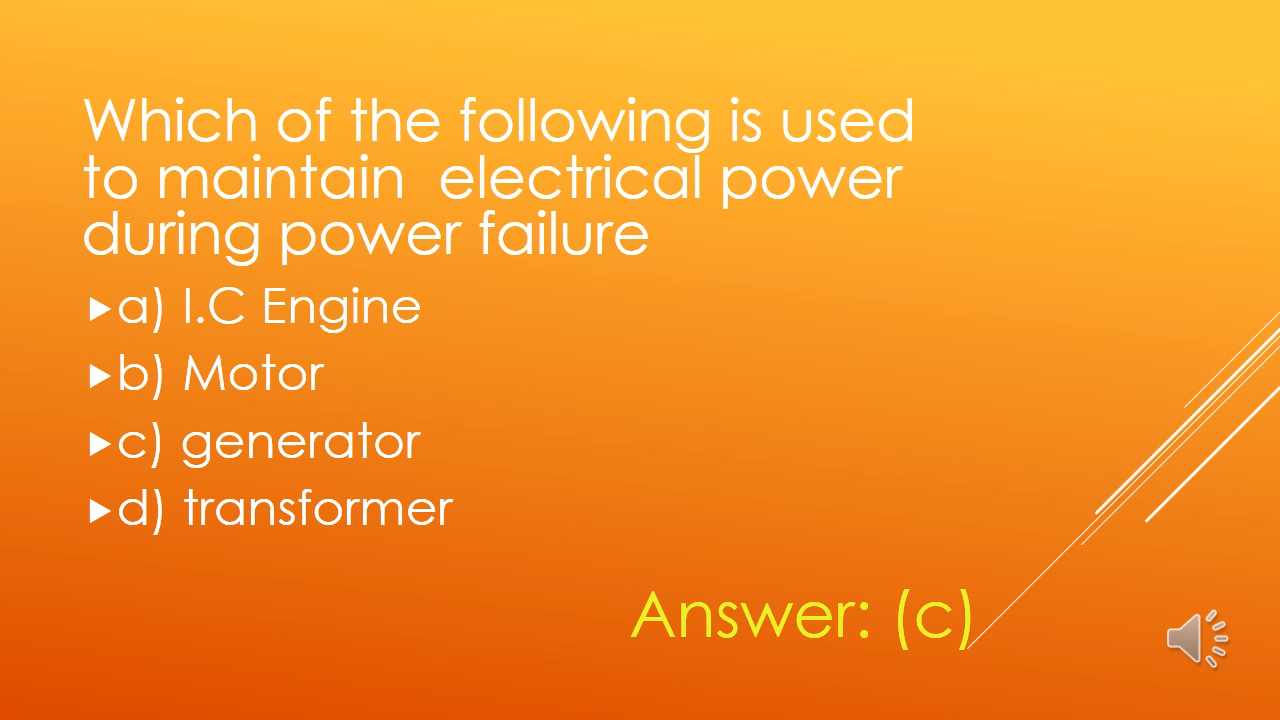 Which of the following is used
to maintain  electrical power
during power failure
a) I.C Engine
b) Motor
c) generator
d) transformer
Answer: (c)